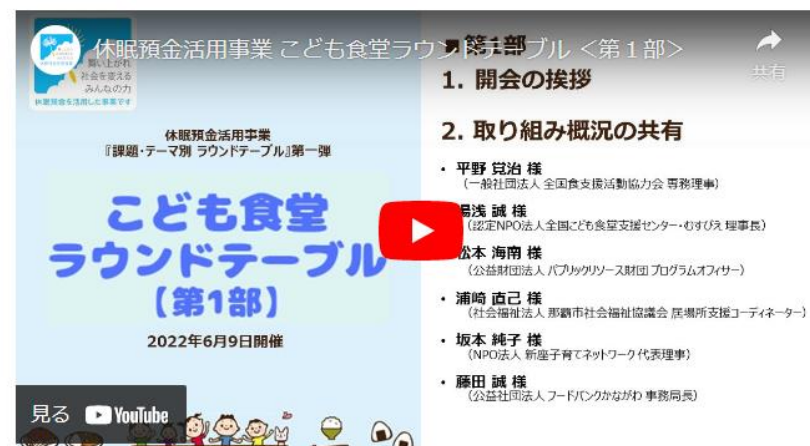 休眠預金活用事業 こども食堂ラウンドテーブル <第1部>
共有
舞い上がれ
社会を変える
みんなの力
休眠預金を活用した事業です
休眠預金活用事業
『課題・テーマ別 ラウンドテーブル』第一弾
こども食堂
ラウンドテーブル
【第1部】
2022年6月9日開催
見る YouTube
第1部
1. 開会の挨拶
2. 取り組み概況の共有
・ 平野 覚治 様
(一般社団法人 全国食支援活動協力会 専務理事)
湯浅 誠 様
(認定NPO法人全国こども食堂支援センター・むすびえ 理事長)
松本 海南 様
(公益財団法人 パブリックリソース財団 プログラムオフィサー)
・ 浦崎 直己 様
(社会福祉法人 那覇市社会福祉協議会 居場所支援コーディネーター)
・ 坂本 純子 様
(NPO法人 新座子育てネットワーク 代表理事)
・ 藤田 誠 様
(公益社団法人 フードバンクかながわ 事務局長)